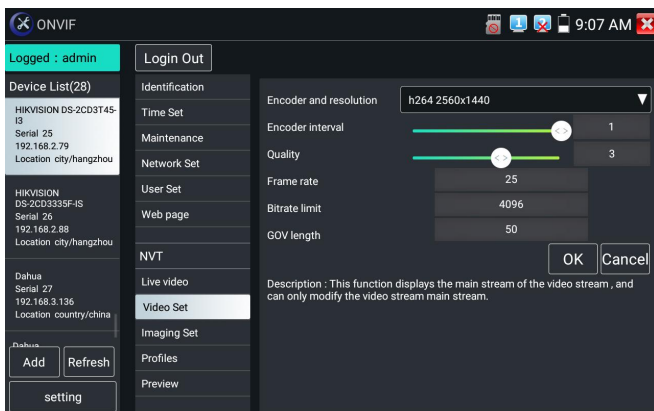 ONVIF
9:07 AM
Logged : admin
Login Out
Device List(28)
HIKVISION DS-2CD3T45-
I3
Serial 25
192.168.2.79
Location city/hangzhou
HIKVISION
DS-2CD3335F-IS
Serial 26
192.168.2.88
Location city/hangzhou
Dahua
Serial 27
192.168.3.136
Location country/china
Dahua
Add
Refresh
setting
Identification
Time Set
Maintenance
Network Set
User Set
Web page
NVT
Live video
Video Set
Imaging Set
Profiles
Preview
Encoder and resolution
h264 2560x1440
Encoder interval
1
Quality
3
Frame rate
25
Bitrate limit
4096
GOV length
50
OK
Cancel
Description : This function displays the main stream of the video stream , and
can only modify the video stream main stream.